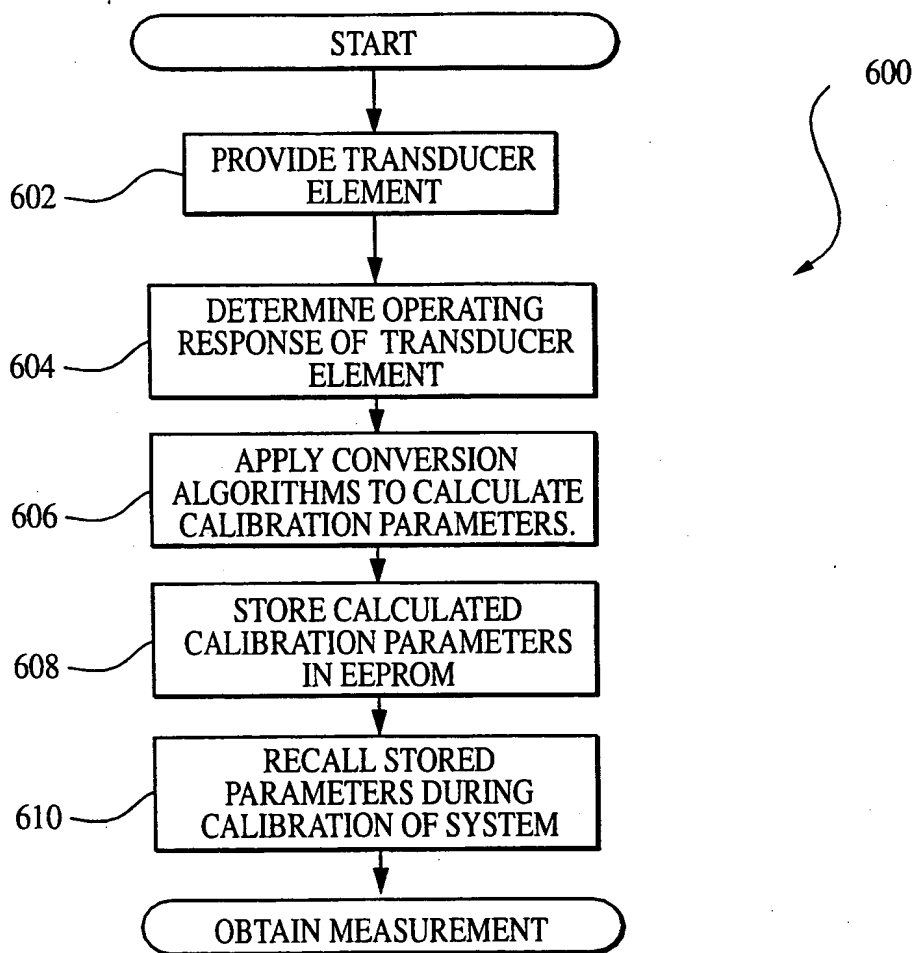 START
600
PROVIDE TRANSDUCER
ELEMENT
602
DETERMINE OPERATING
RESPONSE OF TRANSDUCER
ELEMENT
604
APPLY CONVERSION
ALGORITHMS TO CALCULATE
CALIBRATION PARAMETERS.
606
STORE CALCULATED
CALIBRATION PARAMETERS
IN EEPROM
608
RECALL STORED
PARAMETERS DURING
CALIBRATION OF SYSTEM
610
OBTAIN MEASUREMENT